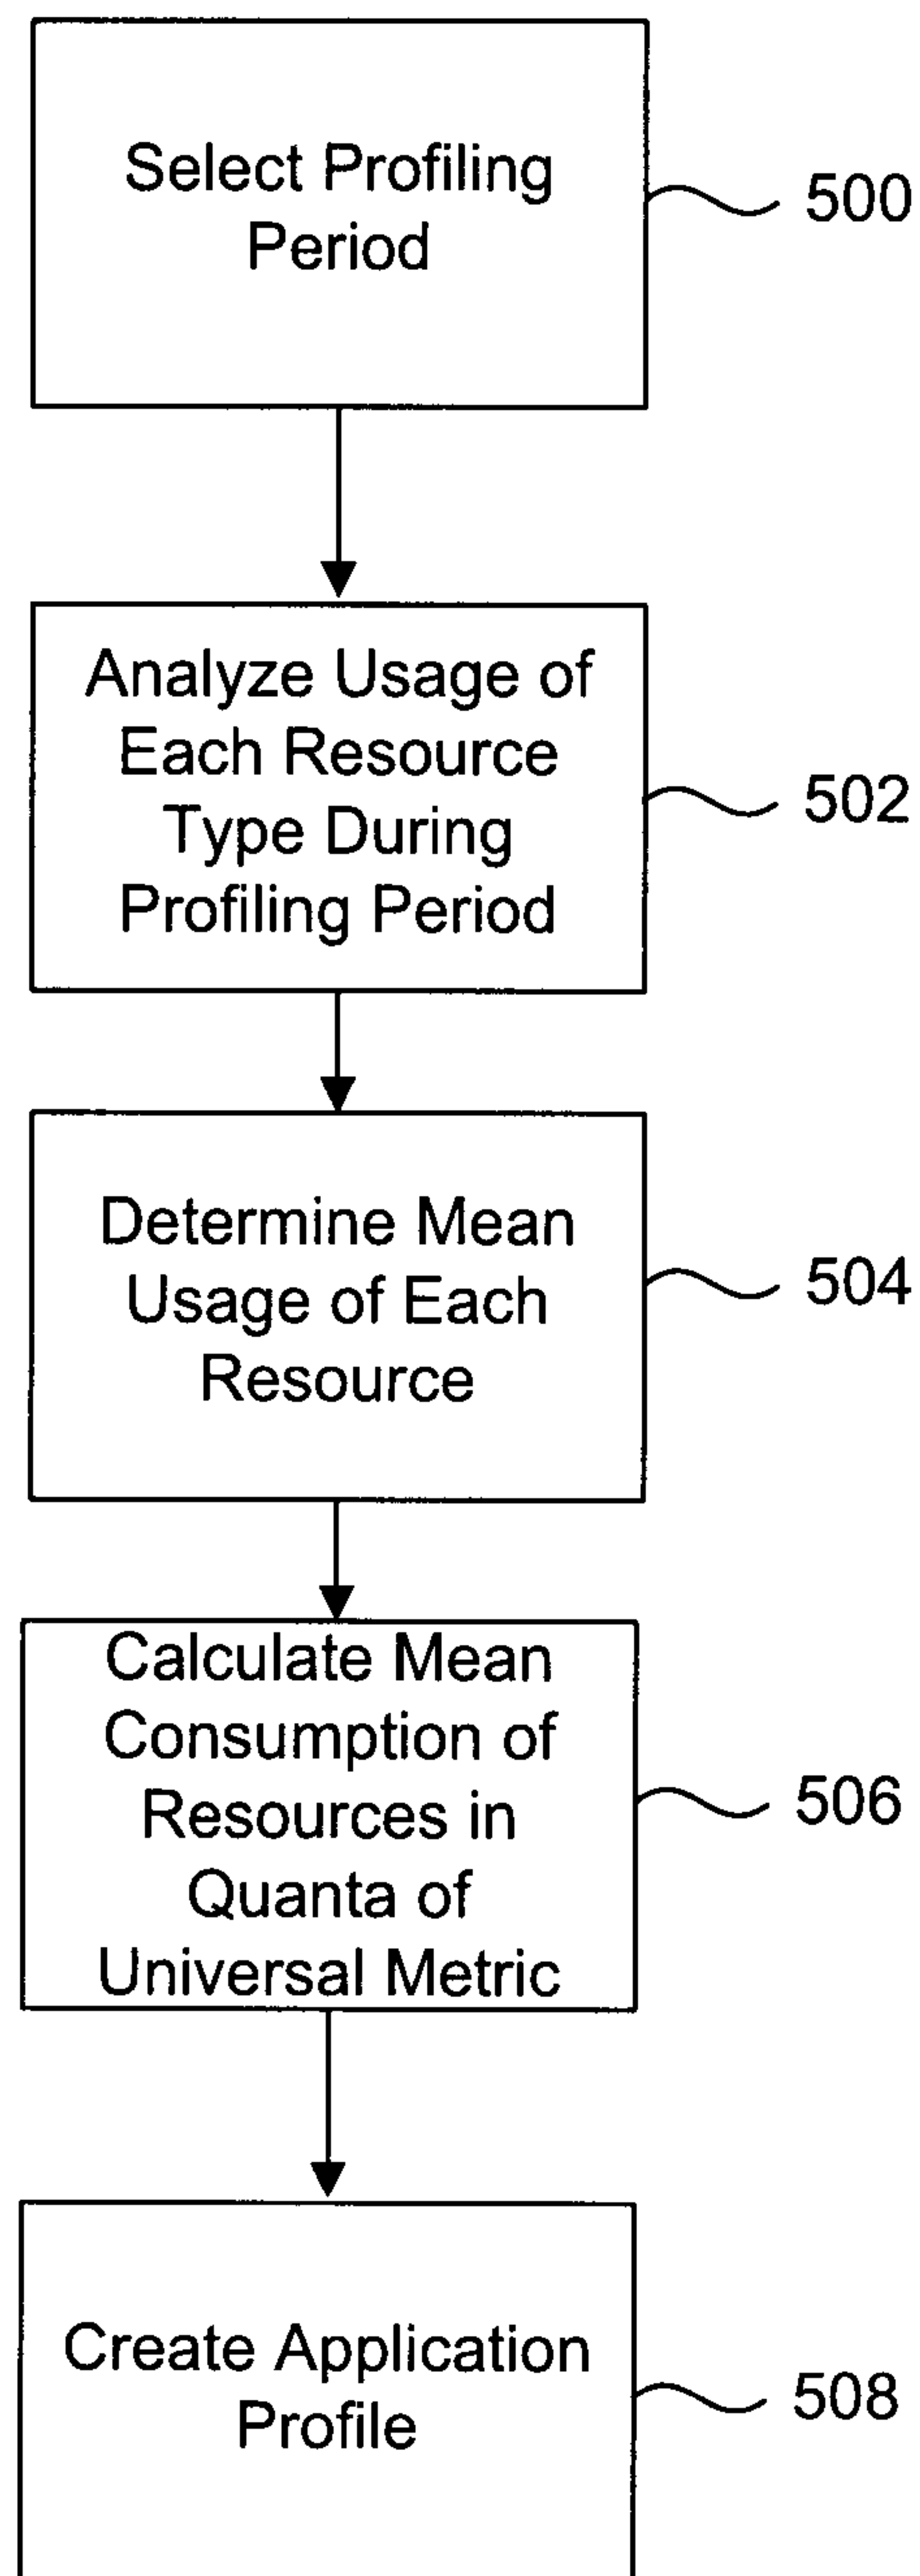 Select Profiling
Period
500
Analyze Usage of
Each Resource
Type During
Profiling Period
502
Determine Mean
Usage of Each
Resource
504
Calculate Mean
Consumption of
Resources in
Quanta of
Universal Metric
506
Create Application
Profile
508